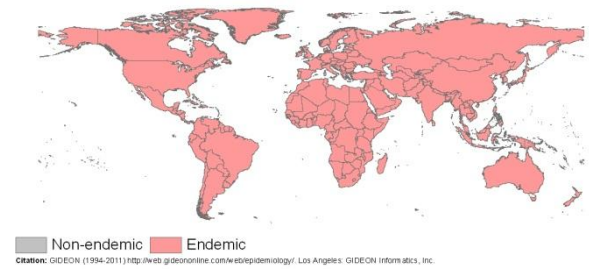 Non-endemic Endemic
Citation: GIDEON (1994-2011) http://web.gideononline.com/web/epidemiology/. Los Angeles: GIDEON Informatics, Inc.